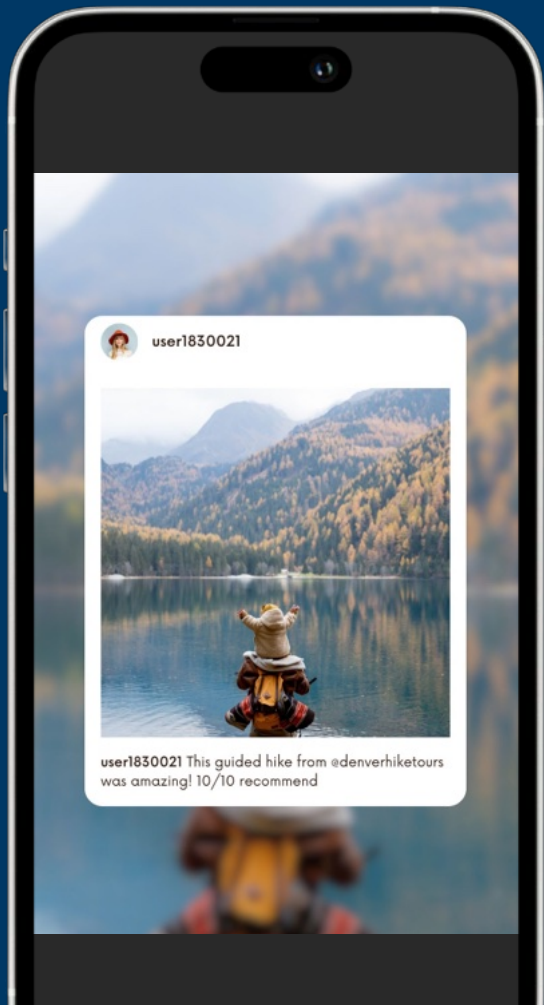 user1830021
user1830021 This guided hike from @denverhiketours
was amazing! 10/10 recommend